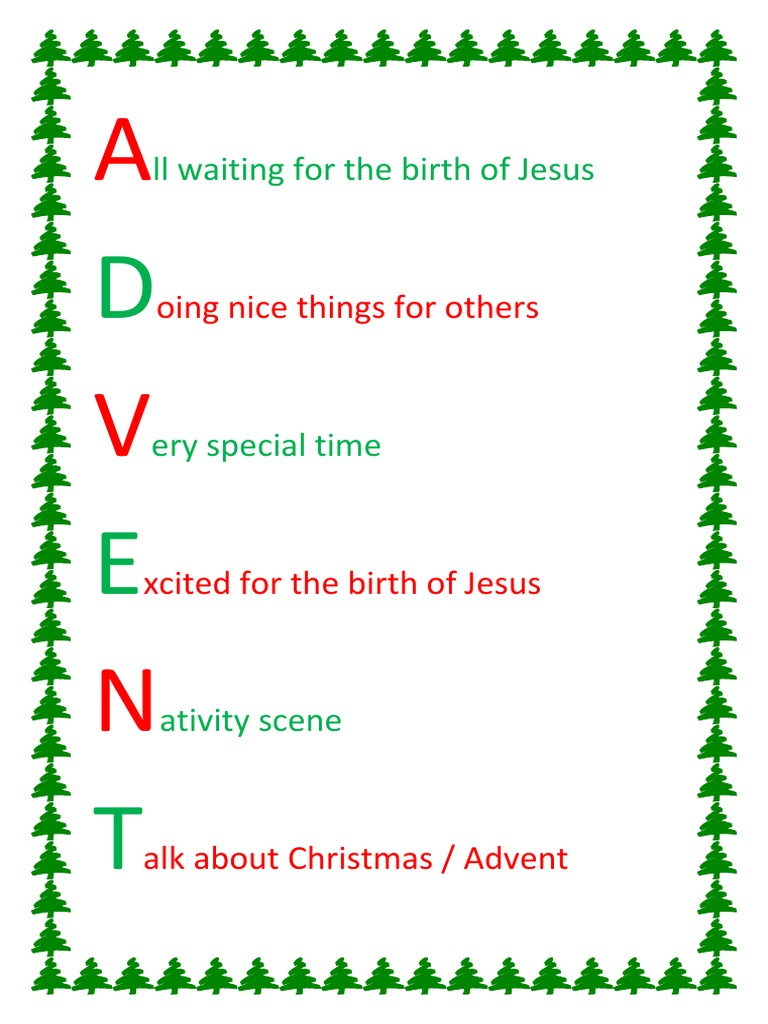 All waiting for the birth of Jesus
Doing nice things for others
Very special time
Excited for the birth of Jesus
Nativity scene
Talk about Christmas / Advent